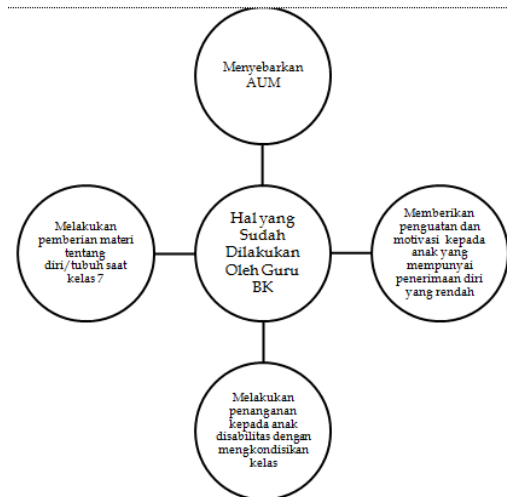 Menyebarkan
AUM
Melakukan
pemberian materi
tentang
diri/tubuh saat
kelas 7
Hal yang
Sudah
Dilakukan
Oleh Guru
BK
Memberikan
penguatan dan
motivasi kepada
anak yang
mempunyai
penerimaan diri
yang rendah
Melakukan
penanganan
kepada anak
disabilitas dengan
mengkondisikan
kelas